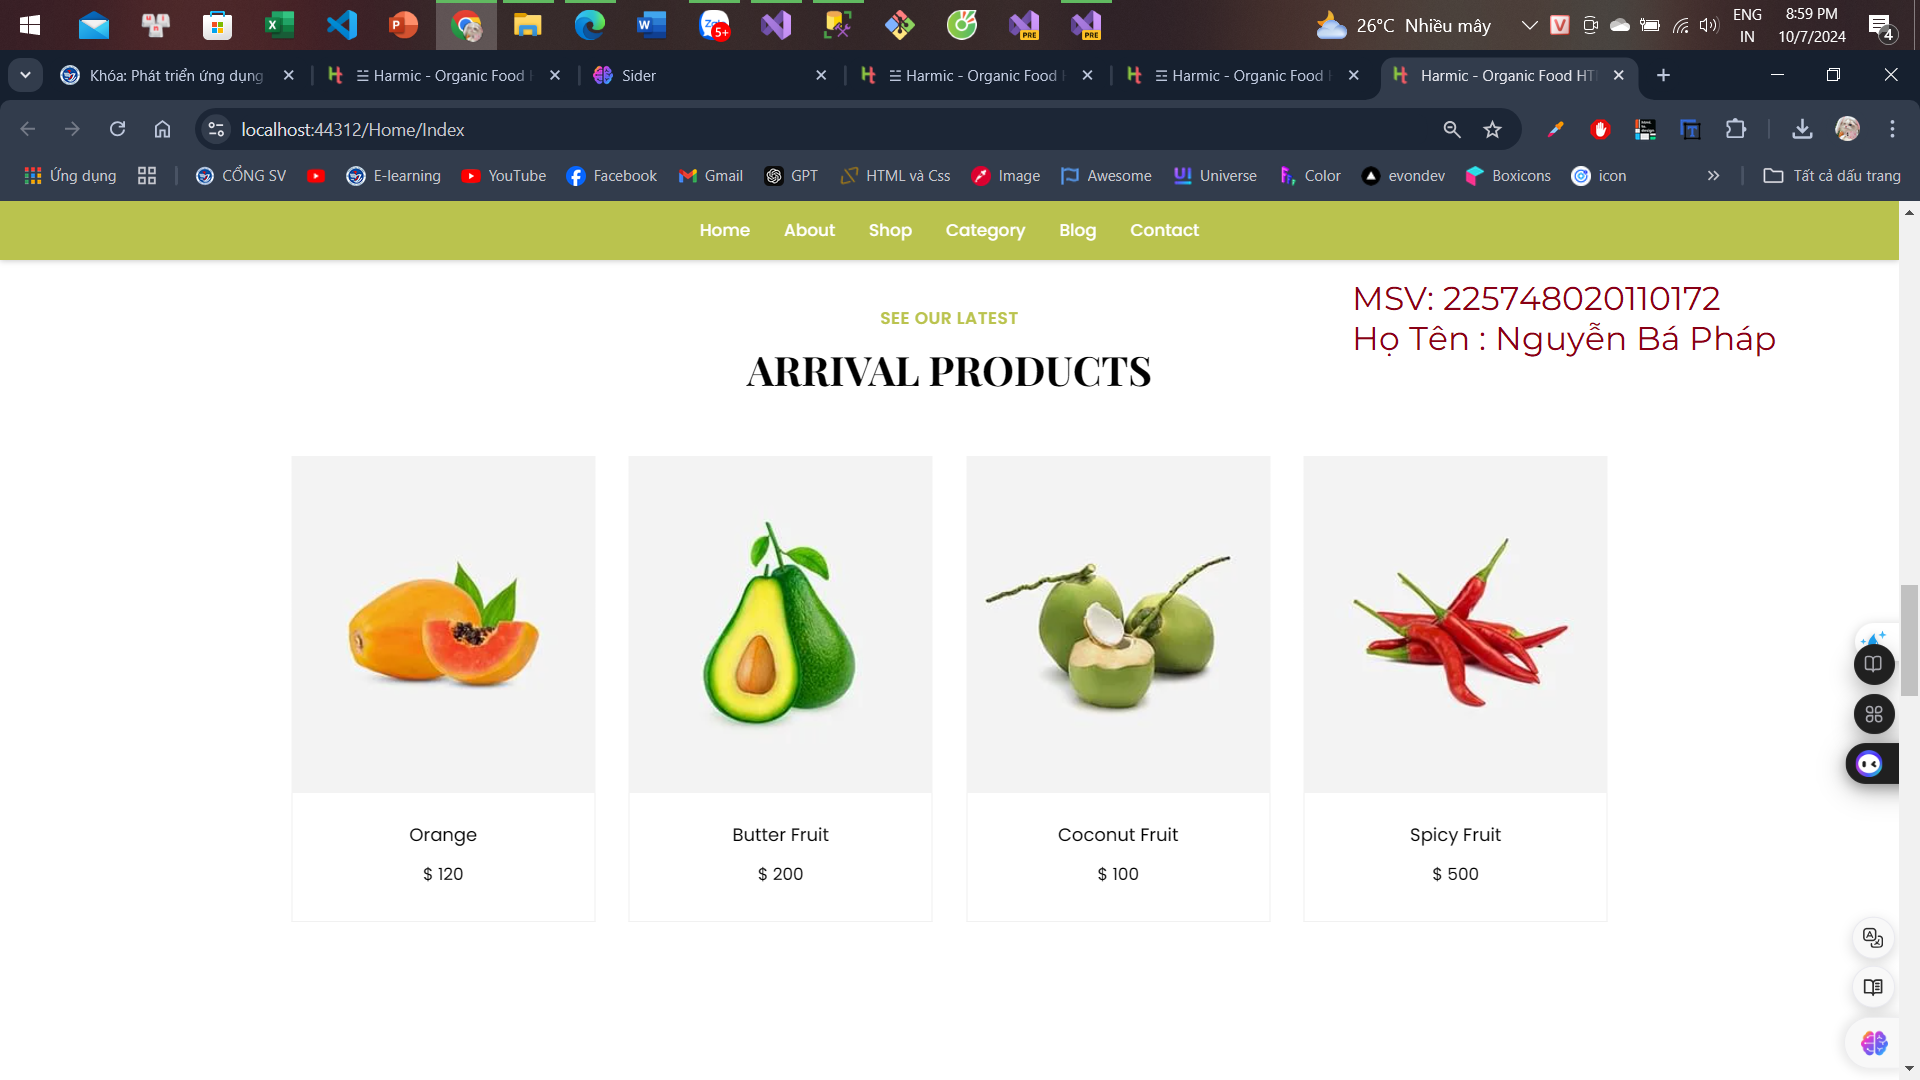 26°C Nhiều mây
ENG
IN
8:59 PM
10/7/2024
4
5+
PRE
PRE
Khóa: Phát triển ứng dụng
Ξ Harmic - Organic Food
Sider
Ξ Harmic - Organic Food
Ξ Harmic - Organic Food
Harmic - Organic Food HT
localhost:44312/Home/Index
Ứng dụng
CỔNG SV
E-learning
YouTube
Facebook
Gmail
GPT
HTML và Css
Image
Awesome
Universe
Color
evondev
Boxicons
icon
Tất cả dấu trang
Home About Shop Category Blog Contact
MSV: 225748020110172
Họ Tên : Nguyễn Bá Pháp
SEE OUR LATEST
ARRIVAL PRODUCTS
Orange
$ 120
Butter Fruit
$ 200
Coconut Fruit
$ 100
Spicy Fruit
$ 500